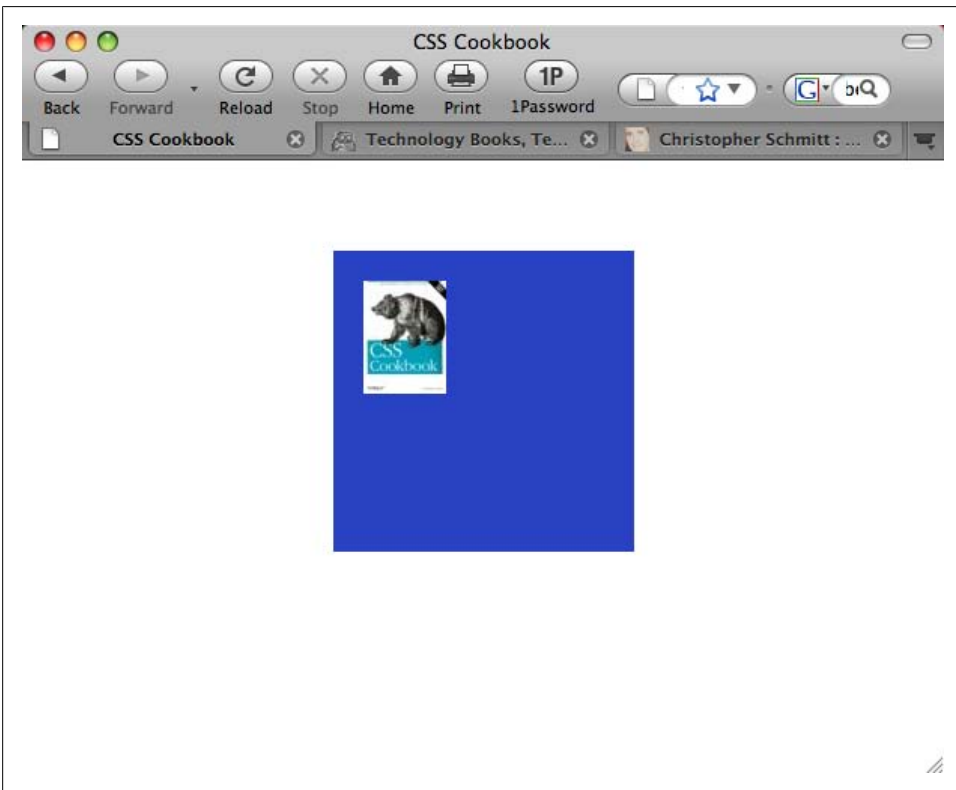 CSS Cookbook
1P
Back Forward Reload Stop Home Print 1Password
G
CSS Cookbook Technology Books, Te... Christopher Schmitt : ...
CSS
Cookbook